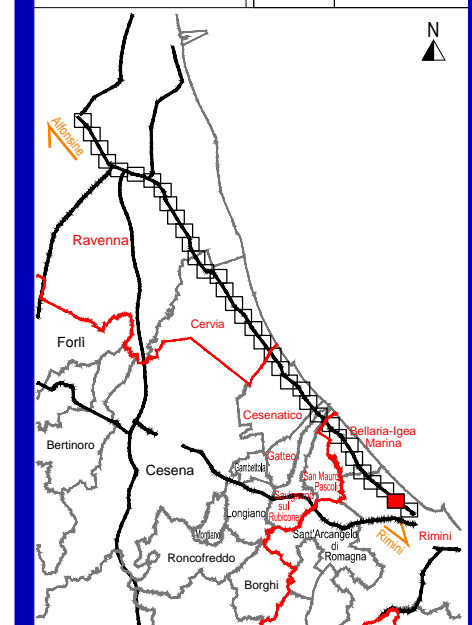 N
Alfonsine
Ravenna
Cervia
Forlì
Cesenatico
Bellaria-Igea
Marina
Bertinoro
Gatteo
Cesena
Gambettola
San Mauro
Pascoli
Savignano
sul
Rubicone
Longiano
Montiano
Sant'Arcangelo
di
Romagna
Rimini
Rimini
Roncofreddo
Borghi